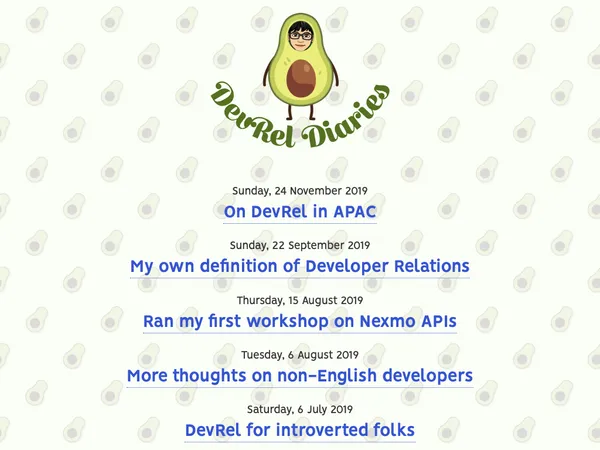 DevRel Diaries
Sunday, 24 November 2019
On DevRel in APAC
Sunday, 22 September 2019
My own definition of Developer Relations
Thursday, 15 August 2019
Ran my first workshop on Nexmo APIs
Tuesday, 6 August 2019
More thoughts on non-English developers
Saturday, 6 July 2019
DevRel for introverted folks